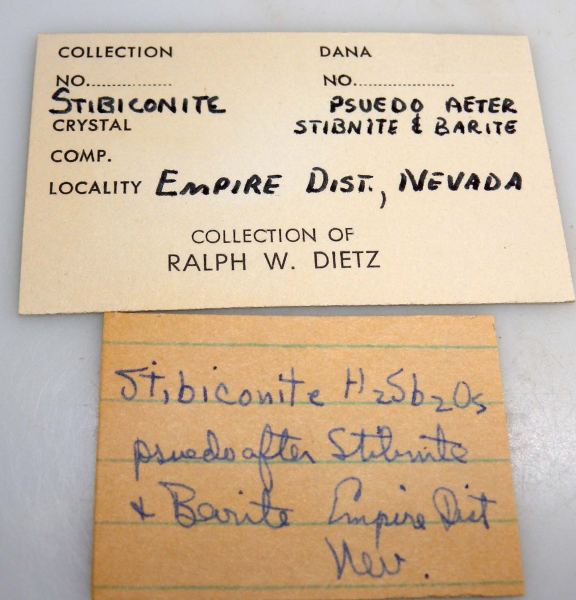 COLLECTION DANA
NO............... NO...................
STIBICONITE PSUEDO AFTER
CRYSTAL STIBNITE & BARITE
COMP.
LOCALITY EMPIRE DIST., NEVADA
COLLECTION OF
RALPH W. DIETZ
Stibiconite H2Sb2O5
psuedo after Stibnite
& Barite Empire Dist
Nev.